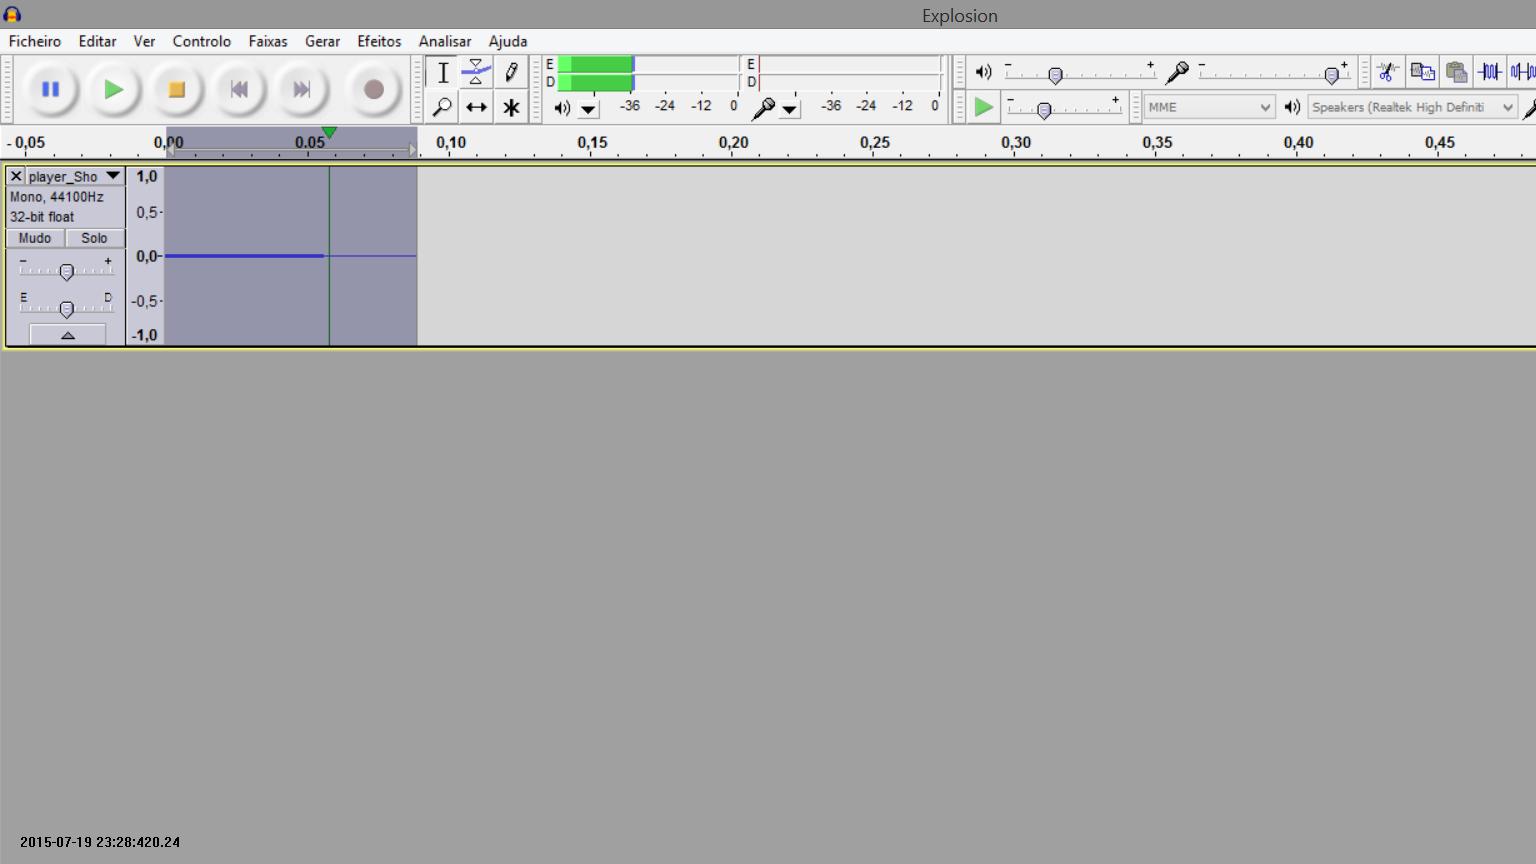 Explosion
Ficheiro Editar Ver Controlo Faixas Gerar Efeitos Analisar Ajuda
E E
D D
-36 -24 -12 0 -36 -24 -12 0
MME Speakers (Realtek High Definiti
- 0,05 0,00 0.05 0,10 0,15 0,20 0,25 0,30 0,35 0,40 0,45
player_Sho 1,0
Mono, 44100Hz
32-bit float 0,5
Mudo Solo
- + 0,0
E D -0,5
-1,0
2015-07-19 23:28:420.24